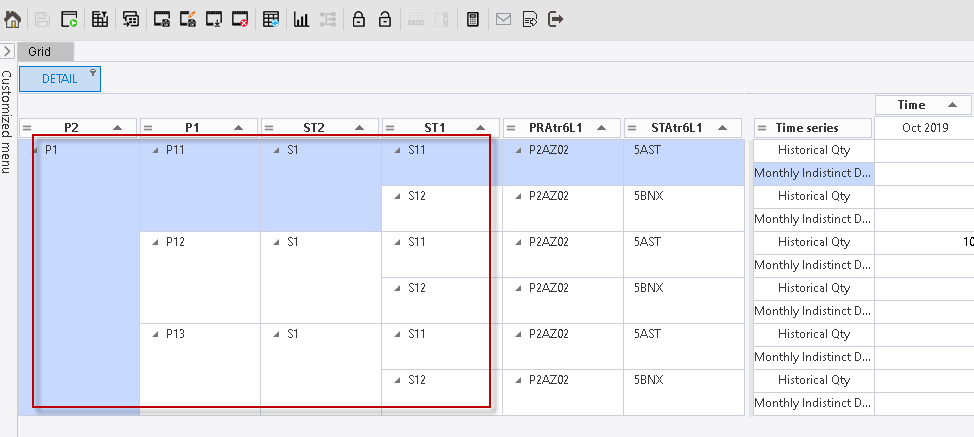 Grid
Customized menu
DETAIL
Time
P2 P1 ST2 ST1 PRAtr6L1 STAtr6L1 Time series Oct 2019
P1 P11 S1 S11 P2AZ02 5AST Historical Qty
Monthly Indistinct D...
S12 P2AZ02 5BNX Historical Qty
Monthly Indistinct D...
P12 S1 S11 P2AZ02 5AST Historical Qty 10
Monthly Indistinct D...
S12 P2AZ02 5BNX Historical Qty
Monthly Indistinct D...
P13 S1 S11 P2AZ02 5AST Historical Qty
Monthly Indistinct D...
S12 P2AZ02 5BNX Historical Qty
Monthly Indistinct D...